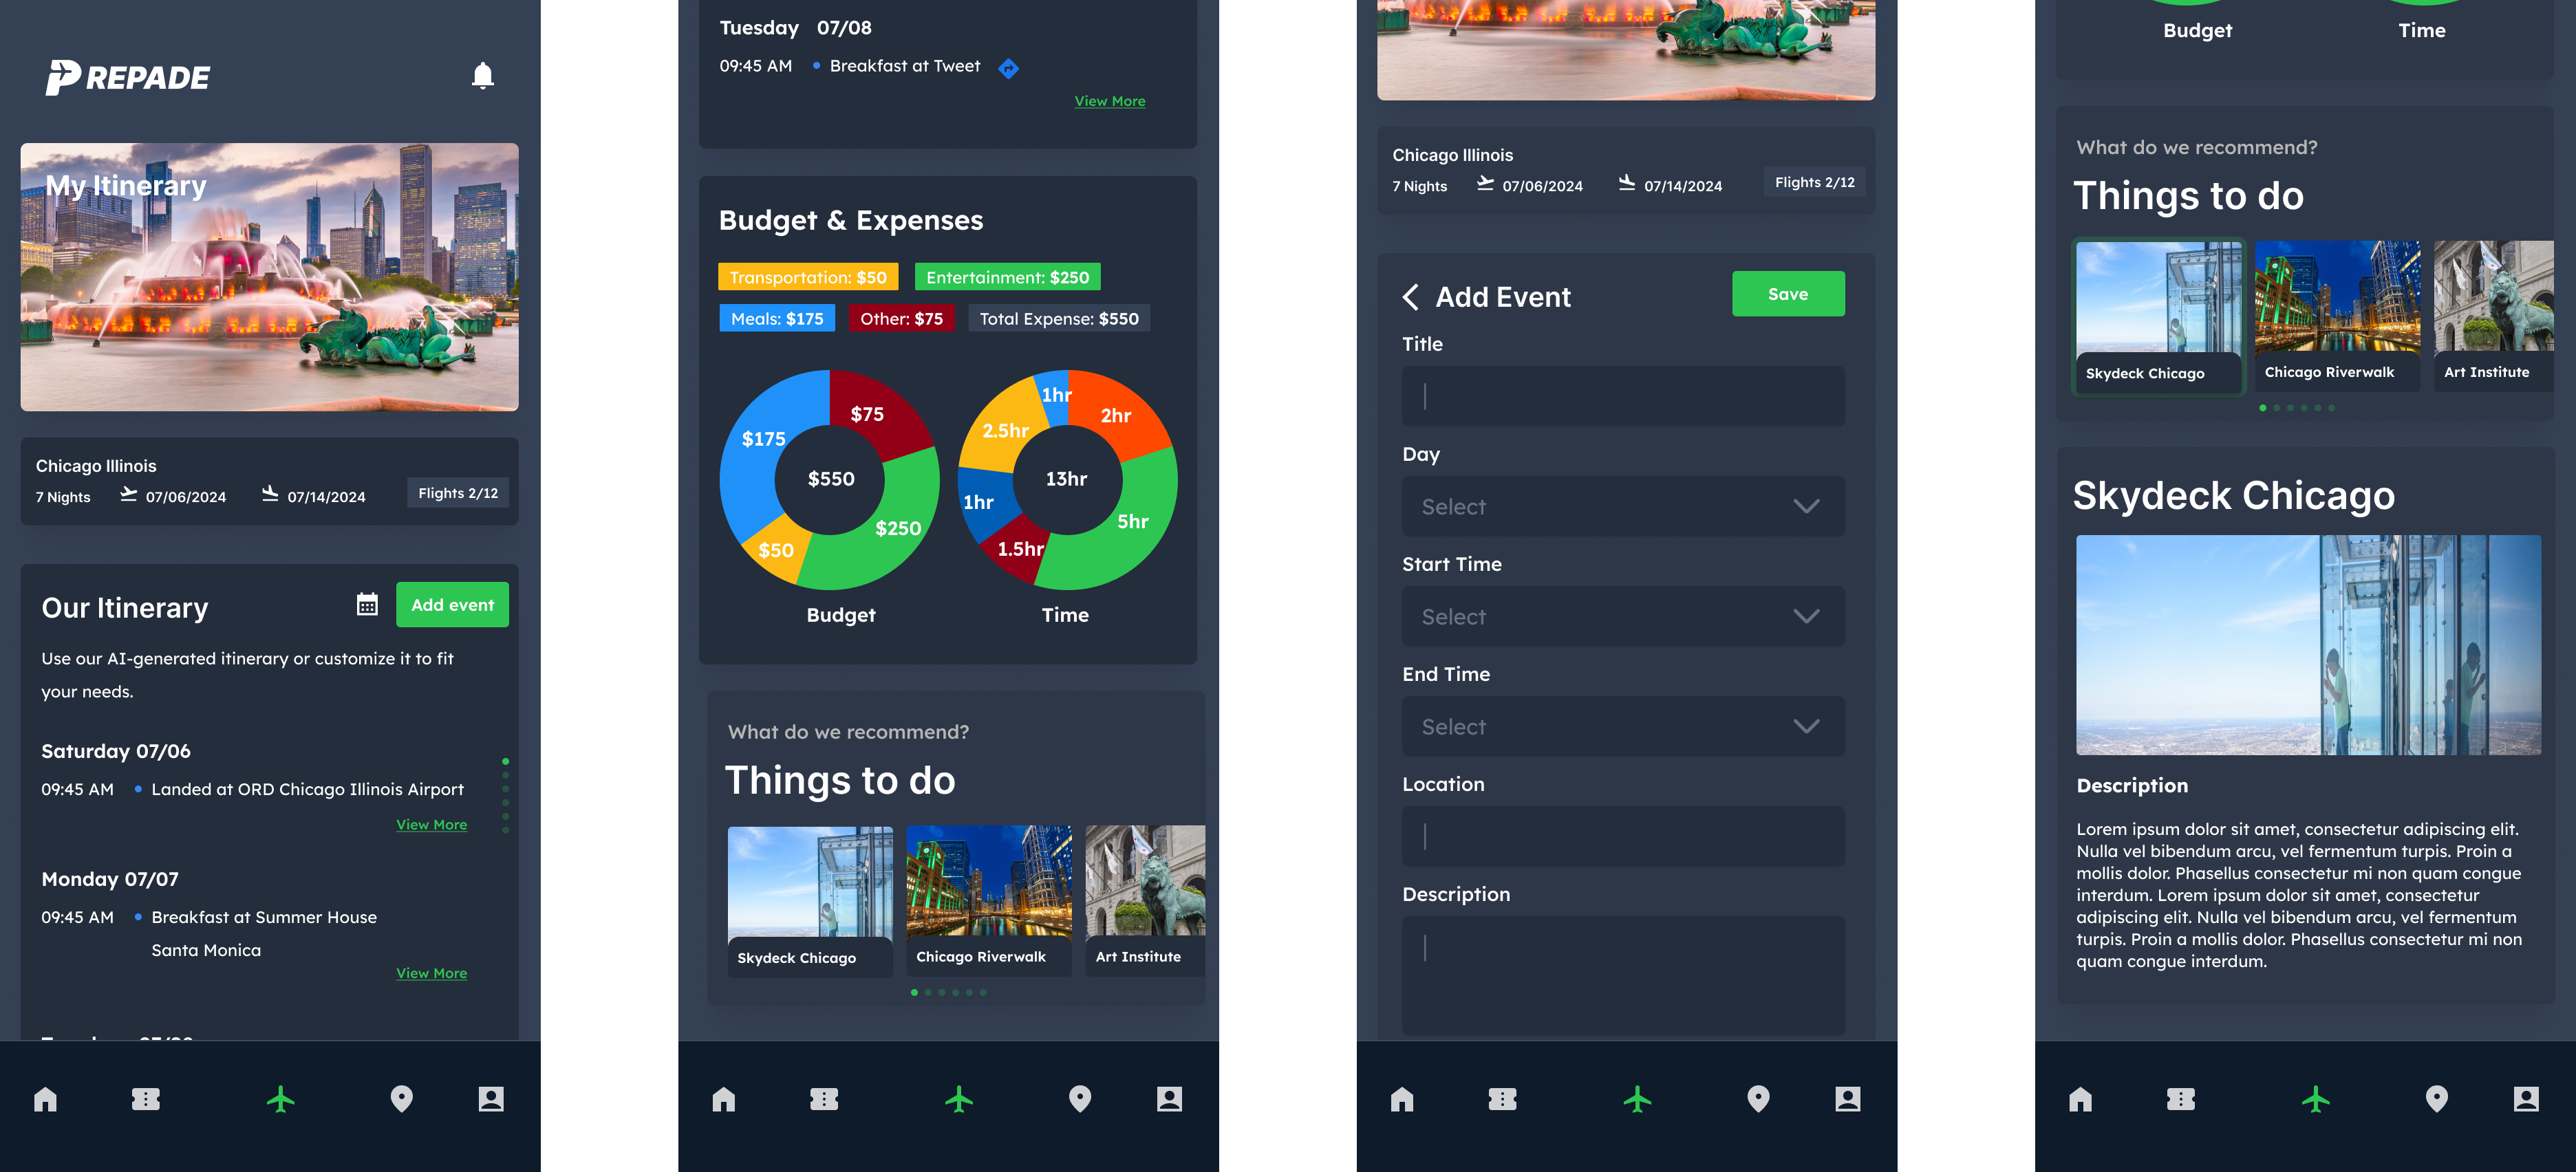 PREPADE
My Itinerary
Chicago Illinois
7 Nights 07/06/2024 07/14/2024 Flights 2/12
Our Itinerary Add event
Use our AI-generated itinerary or customize it to fit
your needs.
Saturday 07/06
09:45 AM • Landed at ORD Chicago Illinois Airport
View More
Monday 07/07
09:45 AM • Breakfast at Summer House
Santa Monica
View More
Tuesday 07/08
09:45 AM • Breakfast at Tweet
View More
Budget & Expenses
Transportation: $50 Entertainment: $250
Meals: $175 Other: $75 Total Expense: $550
$175 $75 $550 $50 $250
Budget
1hr 2hr 2.5hr 13hr 1hr 5hr 1.5hr
Time
What do we recommend?
Things to do
Skydeck Chicago Chicago Riverwalk Art Institute
Chicago Illinois
7 Nights 07/06/2024 07/14/2024 Flights 2/12
Add Event Save
Title
Day
Select
Start Time
Select
End Time
Select
Location
Description
Budget Time
What do we recommend?
Things to do
Skydeck Chicago Chicago Riverwalk Art Institute
Skydeck Chicago
Description
Lorem ipsum dolor sit amet, consectetur adipiscing elit.
Nulla vel bibendum arcu, vel fermentum turpis. Proin a
mollis dolor. Phasellus consectetur mi non quam congue
interdum. Lorem ipsum dolor sit amet, consectetur
adipiscing elit. Nulla vel bibendum arcu, vel fermentum
turpis. Proin a mollis dolor. Phasellus consectetur mi non
quam congue interdum.